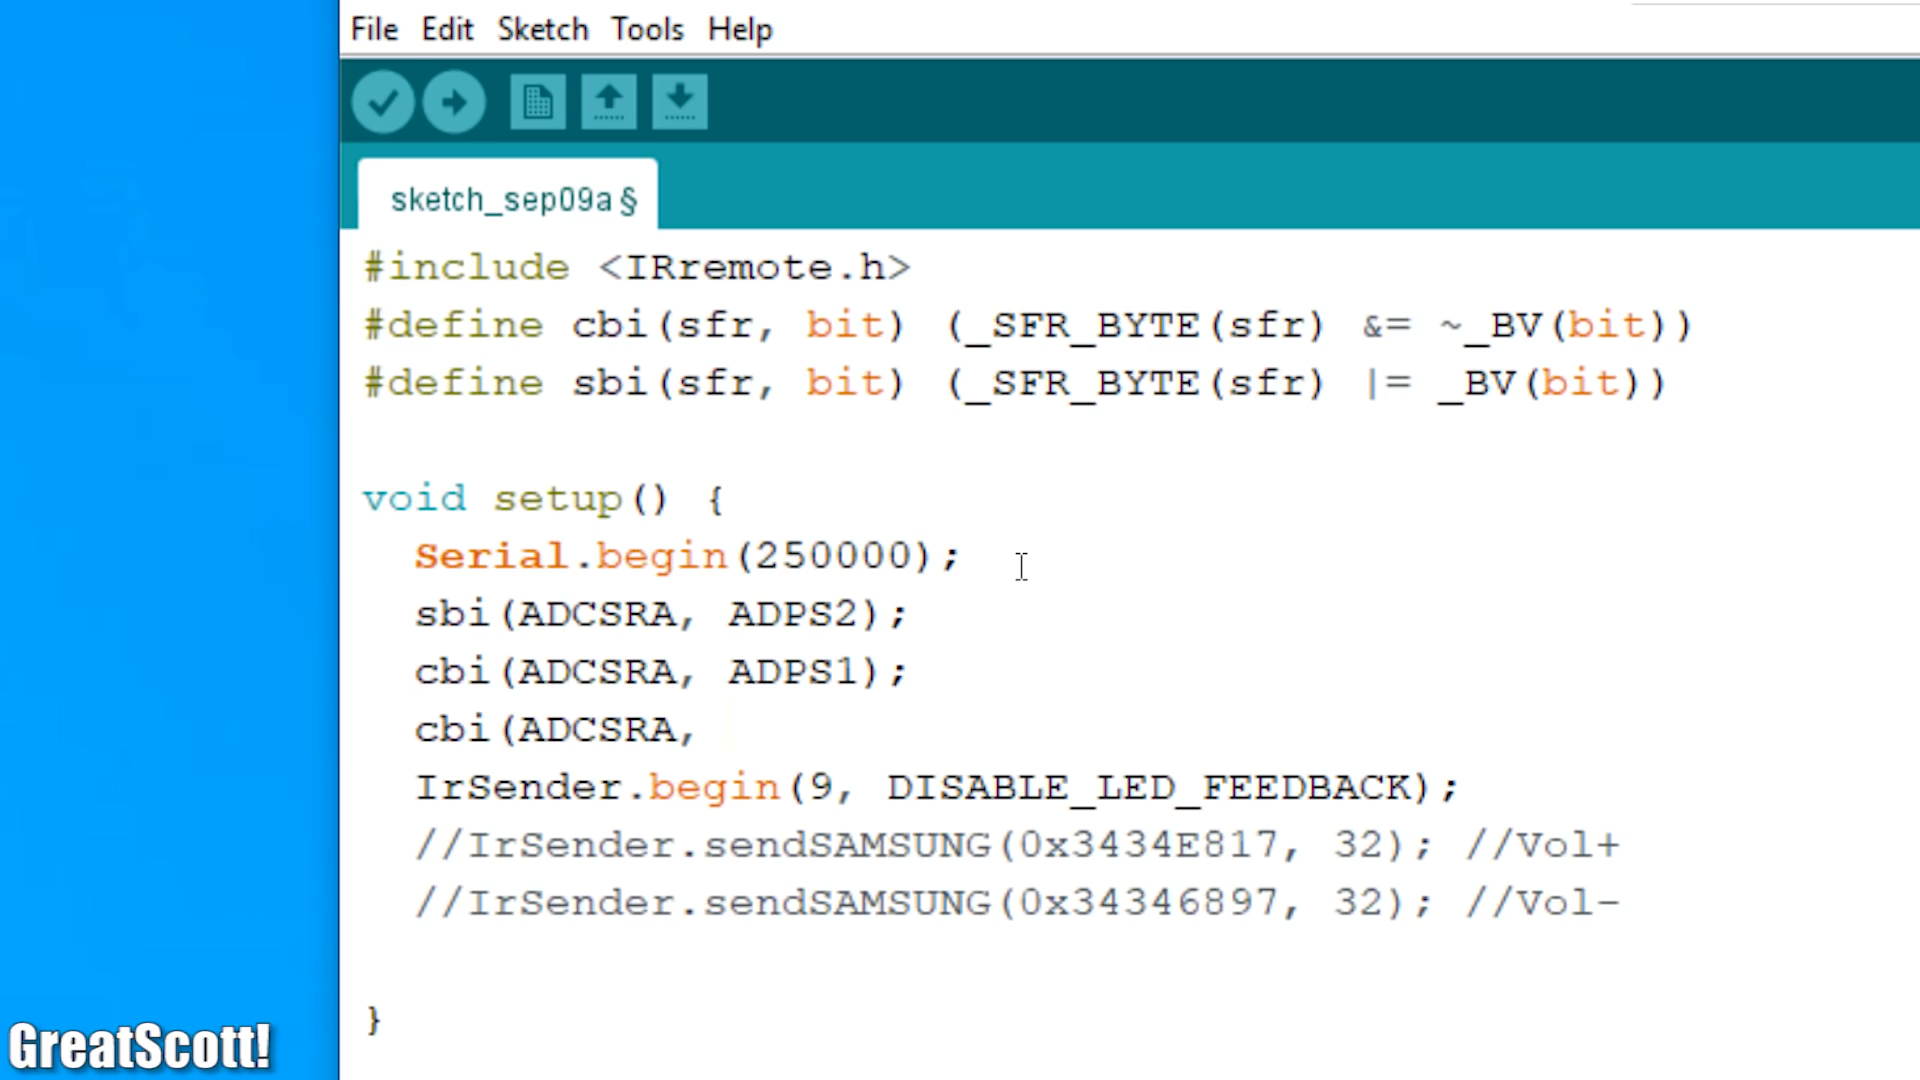 File Edit Sketch Tools Help
sketch_sep09a §
#include <IRremote.h>
#define cbi(sfr, bit) (_SFR_BYTE(sfr) &= ~_BV(bit))
#define sbi(sfr, bit) (_SFR_BYTE(sfr) |= _BV(bit))
void setup() {
Serial.begin(250000);
sbi(ADCSRA, ADPS2);
cbi(ADCSRA, ADPS1);
cbi(ADCSRA,
IrSender.begin(9, DISABLE_LED_FEEDBACK);
//IrSender.sendSAMSUNG(0x3434E817, 32); //Vol+
//IrSender.sendSAMSUNG(0x34346897, 32); //Vol-
}
GreatScott!